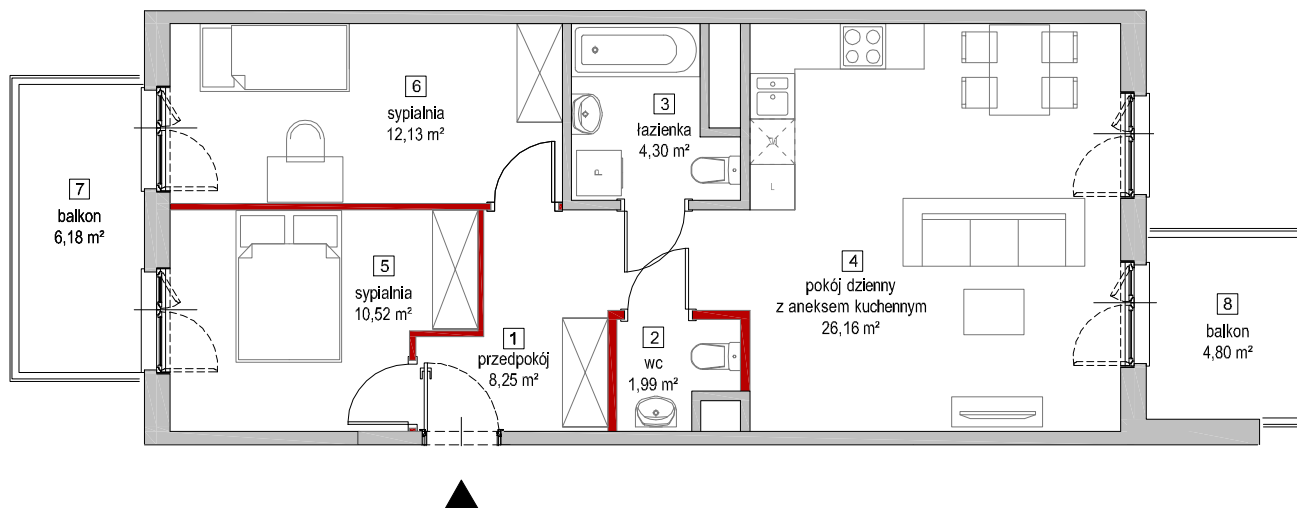 6
sypialnia
12,13 m²
3
łazienka
4,30 m²
P
L
7
balkon
6,18 m²
5
sypialnia
10,52 m²
4
pokój dzienny
z aneksem kuchennym
26,16 m²
1
przedpokój
8,25 m²
2
wc
1,99 m²
8
balkon
4,80 m²